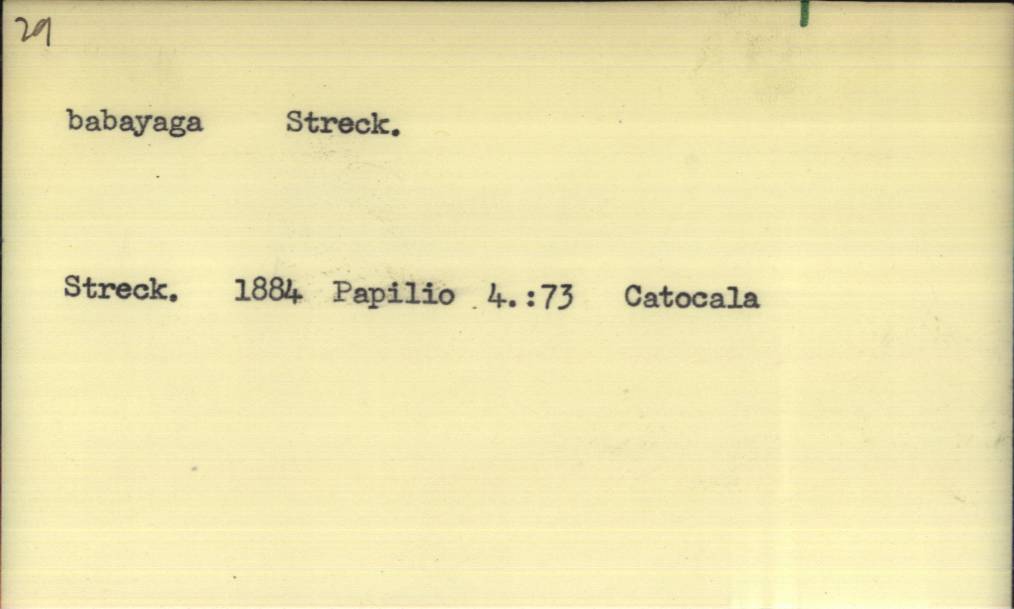 29
babayaga Streck.
Streck. 1884 Papilio 4.:73 Catocala